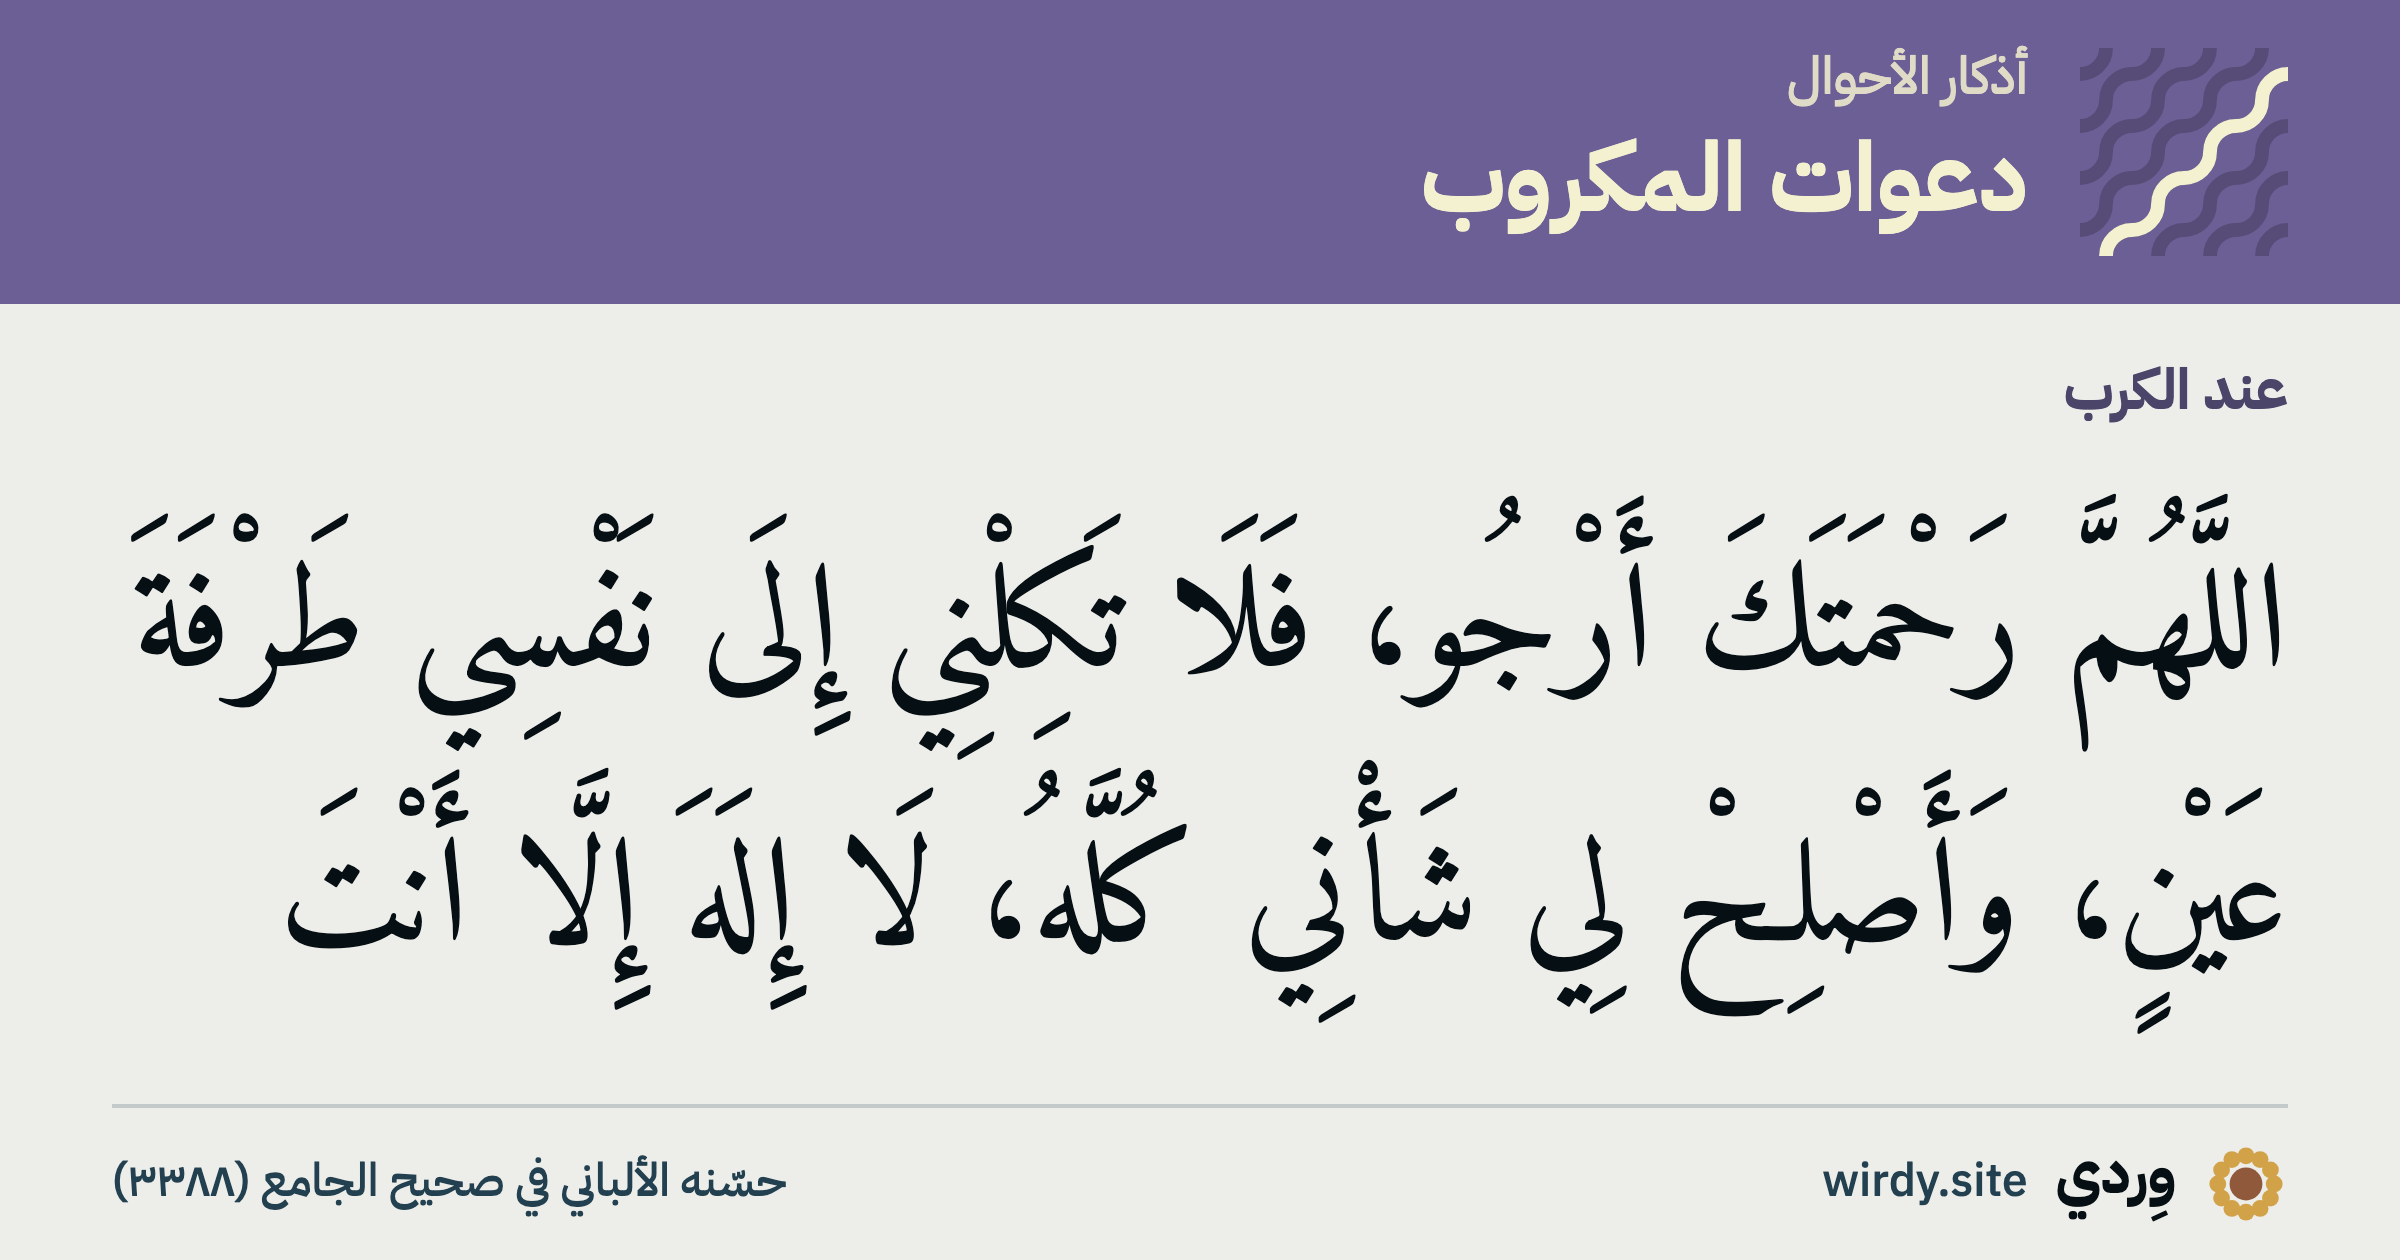 أذكار الأحوال
دعوات المكروب
عند الكرب
اللَّهُمَّ رَحْمَتَكَ أَرْجُو، فَلَا تَكِلْنِي إِلَى نَفْسِي طَرْفَةَ
عَيْنٍ، وَأَصْلِحْ لِي شَأْنِي كُلَّهُ، لَا إِلَهَ إِلَّا أَنْتَ
وِردي wirdy.site
حسّنه الألباني في صحيح الجامع (٣٣٨٨)